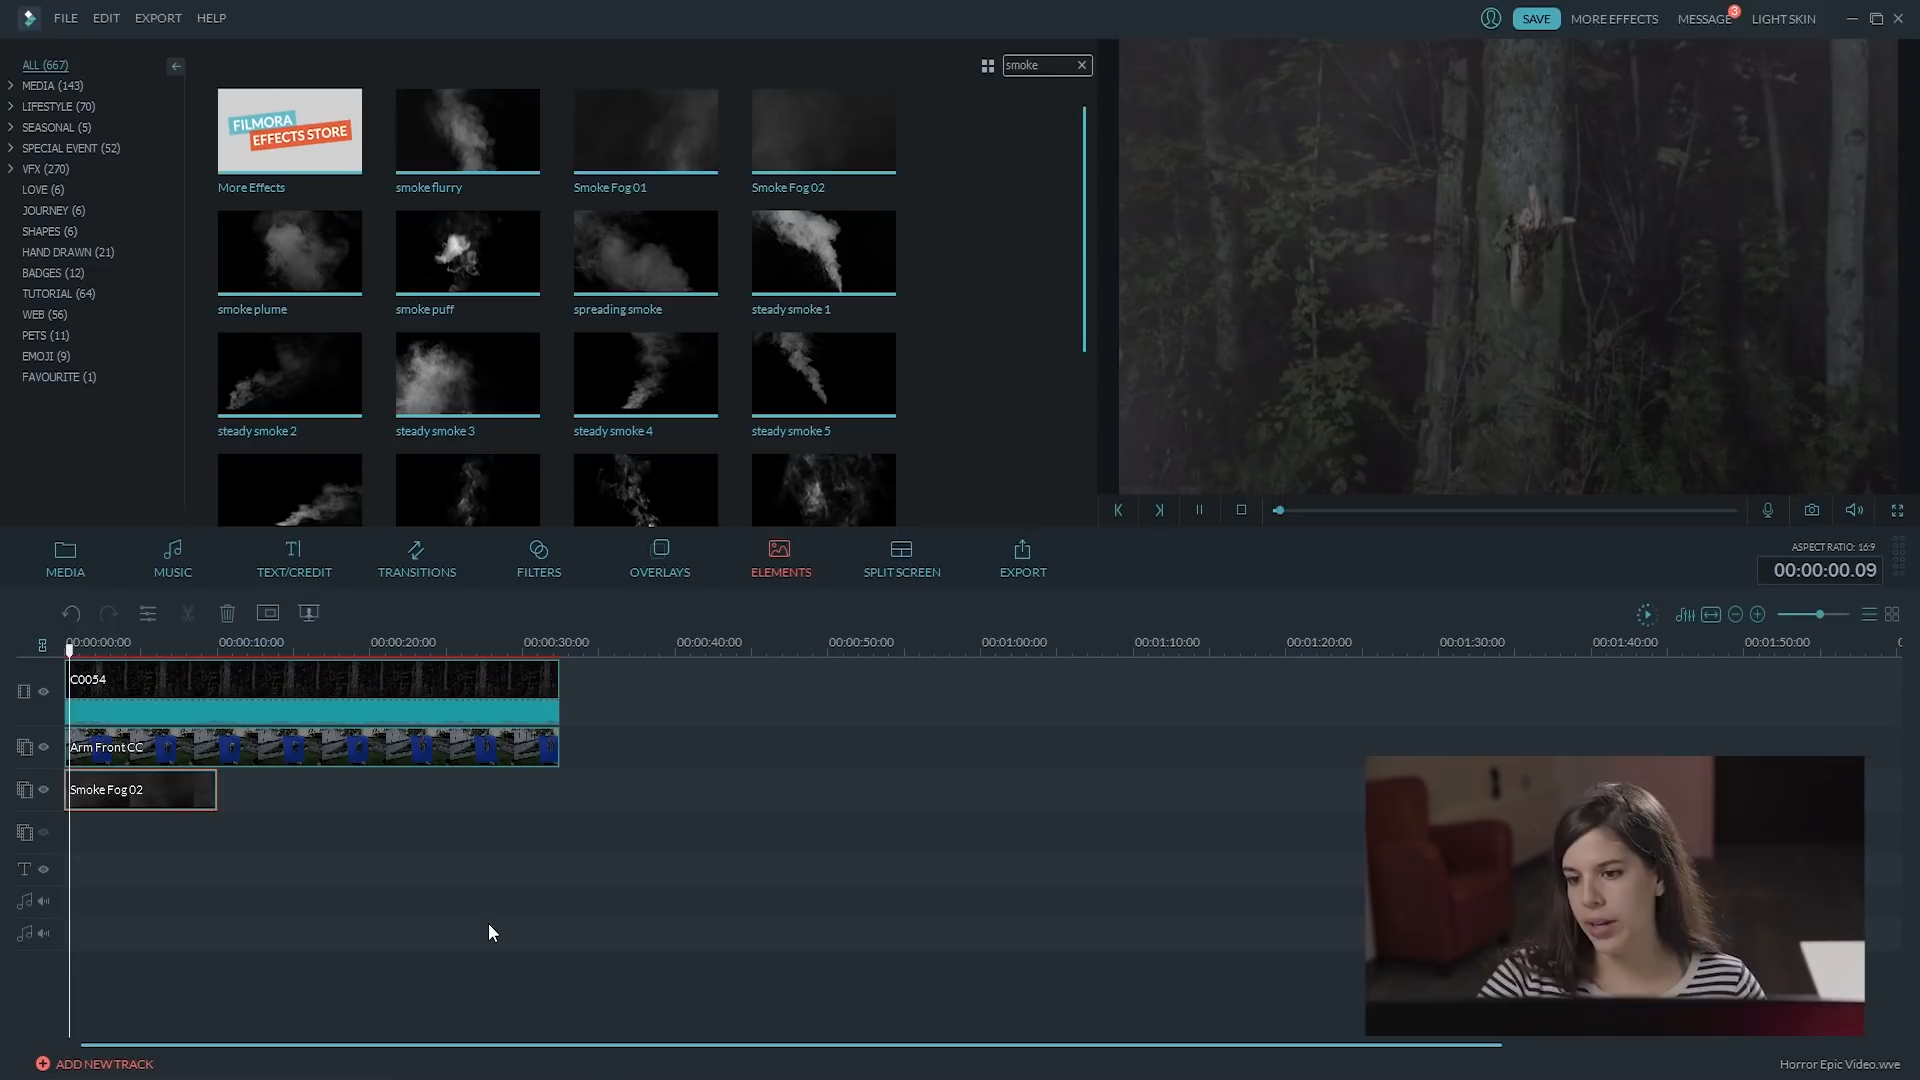 FILE EDIT EXPORT HELP
SAVE MORE EFFECTS MESSAGE 3 LIGHT SKIN
ALL (667)
MEDIA (143)
LIFESTYLE (70)
SEASONAL (5)
SPECIAL EVENT (52)
VFX (270)
LOVE (6)
JOURNEY (6)
SHAPES (6)
HAND DRAWN (21)
BADGES (12)
TUTORIAL (64)
WEB (56)
PETS (11)
EMOJI (9)
FAVOURITE (1)
smoke
FILMORA
EFFECTS STORE
More Effects smoke flurry Smoke Fog 01 Smoke Fog 02
smoke plume smoke puff spreading smoke steady smoke 1
steady smoke 2 steady smoke 3 steady smoke 4 steady smoke 5
MEDIA MUSIC TEXT/CREDIT TRANSITIONS FILTERS OVERLAYS ELEMENTS SPLIT SCREEN EXPORT
ASPECT RATIO: 16:9
00:00:00.09
00:00:00:00 00:00:10:00 00:00:20:00 00:00:30:00 00:00:40:00 00:00:50:00 00:01:00:00 00:01:10:00 00:01:20:00 00:01:30:00 00:01:40:00 00:01:50:00
C0054
Arm Front CC
Smoke Fog 02
ADD NEW TRACK
Horror Epic Video.wve